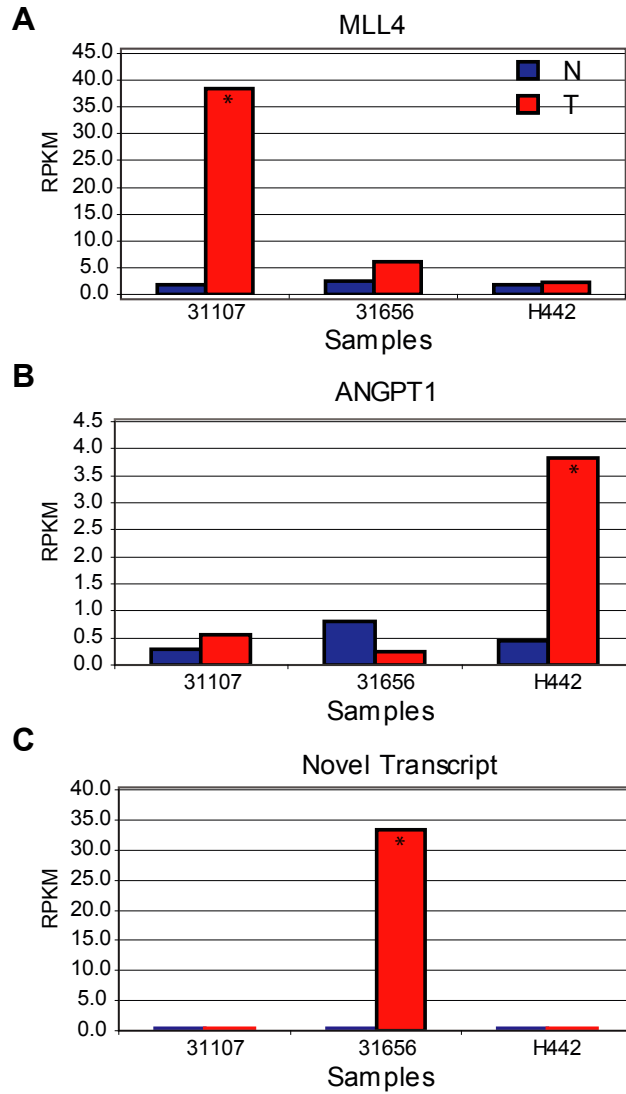 A
MLL4
45.0
40.0
35.0
30.0
25.0
20.0
15.0
10.0
5.0
0.0
RPKM
N
T
*
31107 31656 H442
Samples
B
ANGPT1
4.5
4.0
3.5
3.0
2.5
2.0
1.5
1.0
0.5
0.0
RPKM
*
31107 31656 H442
Samples
C
Novel Transcript
40.0
35.0
30.0
25.0
20.0
15.0
10.0
5.0
0.0
RPKM
*
31107 31656 H442
Samples